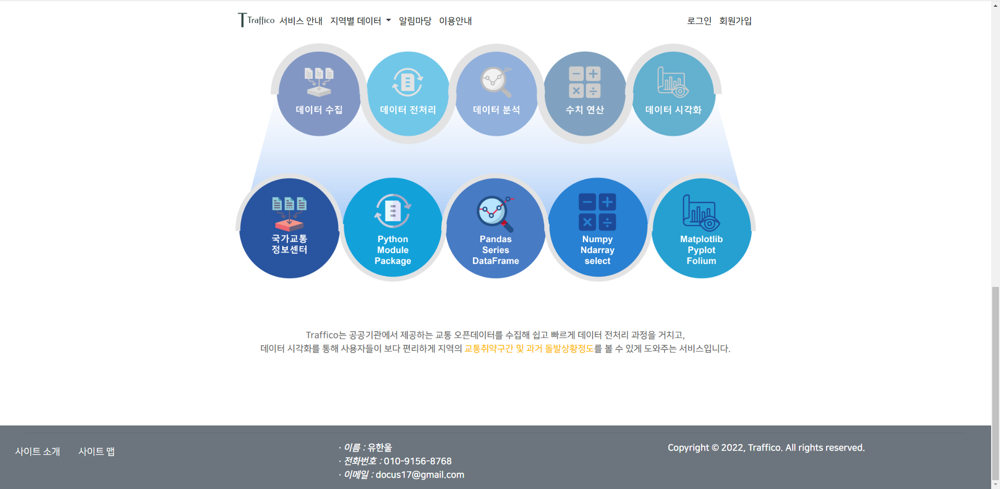 Traffico 서비스 안내 지역별 데이터 알림마당 이용안내 로그인 회원가입
데이터 수집
데이터 전처리
데이터 분석
수치 연산
데이터 시각화
국가교통
정보센터
Python
Module
Package
Pandas
Series
DataFrame
Numpy
Ndarray
select
Matplotlib
Pyplot
Folium
Traffico는 공공기관에서 제공하는 교통 오픈데이터를 수집해 쉽고 빠르게 데이터 전처리 과정을 거치고,
데이터 시각화를 통해 사용자들이 보다 편리하게 지역의 교통취약구간 및 과거 돌발상황정도를 볼 수 있게 도와주는 서비스입니다.
사이트 소개 사이트 맵
· 이름 : 유한울
· 전화번호 : 010-9156-8768
· 이메일 : docus17@gmail.com
Copyright © 2022, Traffico. All rights reserved.